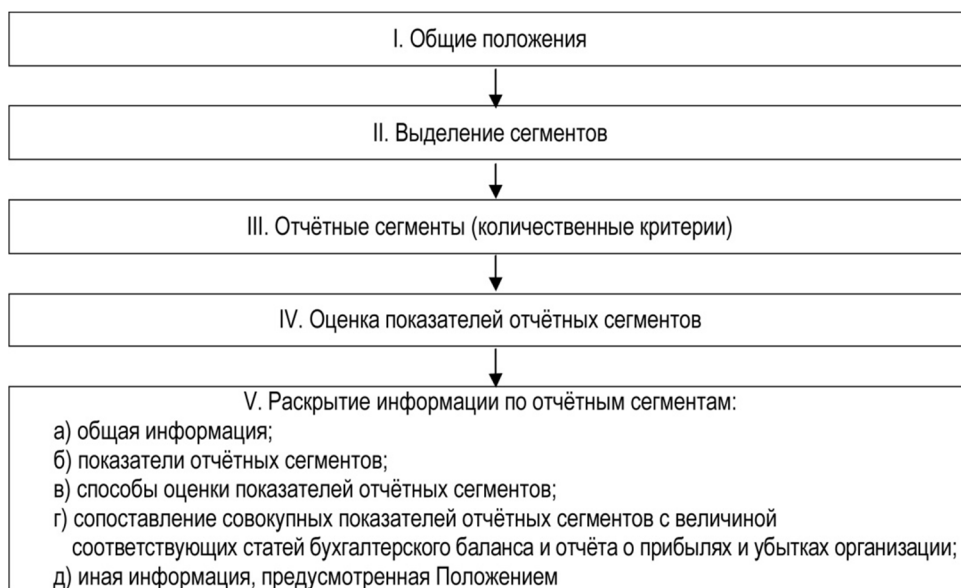 I. Общие положения
II. Выделение сегментов
III. Отчётные сегменты (количественные критерии)
IV. Оценка показателей отчётных сегментов
V. Раскрытие информации по отчётным сегментам:
а) общая информация;
б) показатели отчётных сегментов;
в) способы оценки показателей отчётных сегментов;
г) сопоставление совокупных показателей отчётных сегментов с величиной
соответствующих статей бухгалтерского баланса и отчёта о прибылях и убытках организации;
д) иная информация, предусмотренная Положением